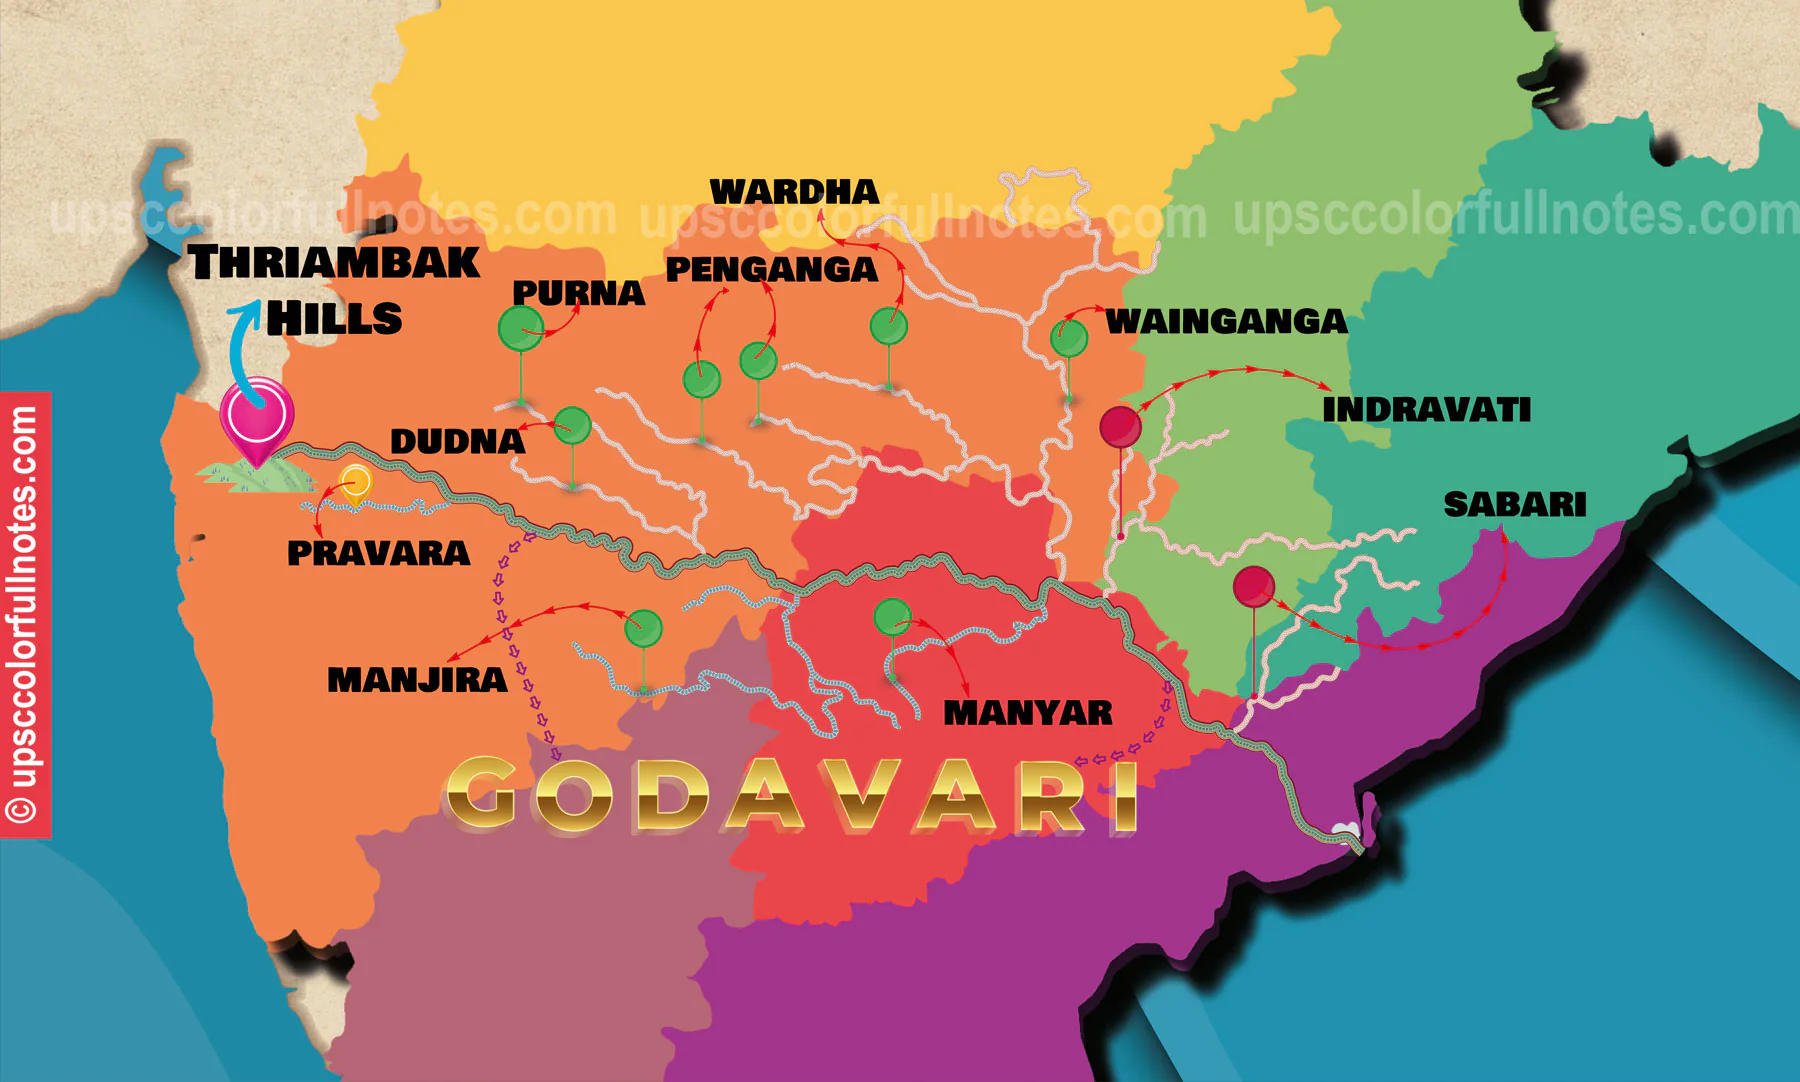 upsccolorfullnotes.com
upsccolorfullnotes.com
upsccolorfullnotes.com
WARDHA
THRIAMBAK
HILLS
PENGANGA
PURNA
WAINGANGA
INDRAVATI
DUDNA
SABARI
PRAVARA
MANJIRA
MANYAR
GODAVARI
© upsccolorfullnotes.com